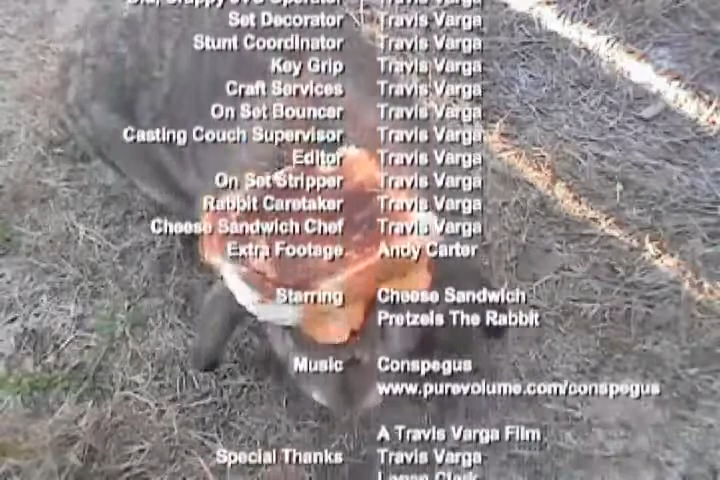 Set Decorator Travis Varga
Stunt Coordinator Travis Varga
Key Grip Travis Varga
Craft Services Travis Varga
On Set Bouncer Travis Varga
Casting Couch Supervisor Travis Varga
Editor Travis Varga
On Set Stripper Travis Varga
Rabbit Caretaker Travis Varga
Cheese Sandwich Chef Travis Varga
Extra Footage Andy Carter
Starring Cheese Sandwich
Pretzels The Rabbit
Music Conspegus
www.purevolume.com/conspegus
A Travis Varga Film
Special Thanks Travis Varga
Logan Clark